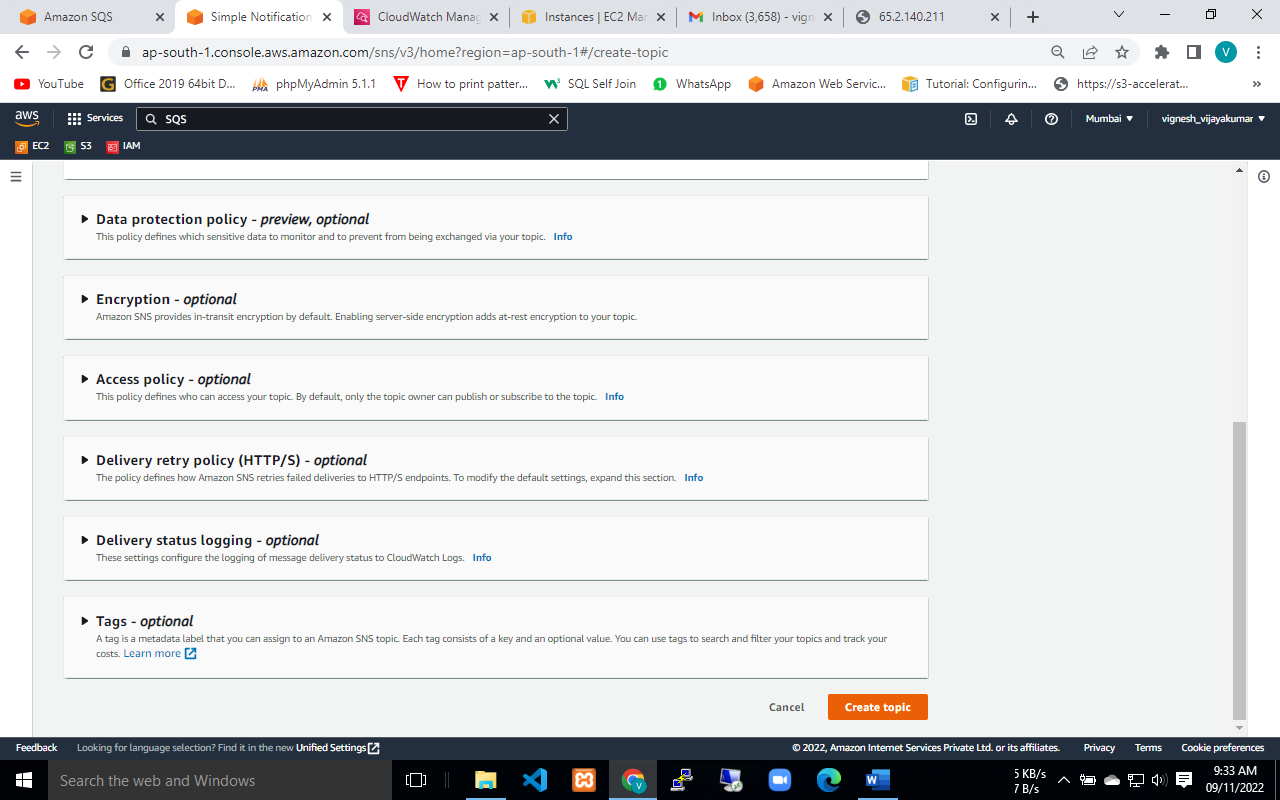 Amazon SQS
Simple Notification
CloudWatch Manag
Instances | EC2 Mar
Inbox (3,658) - vign
65.2.140.211
ap-south-1.console.aws.amazon.com/sns/v3/home?region=ap-south-1#/create-topic
V
YouTube
Office 2019 64bit D...
phpMyAdmin 5.1.1
How to print patter...
SQL Self Join
WhatsApp
Amazon Web Servic...
Tutorial: Configurin...
https://s3-accelerat...
»
aws
Services
SQS
Mumbai
vignesh_vijayakumar
EC2
S3
IAM
Data protection policy - preview, optional
This policy defines which sensitive data to monitor and to prevent from being exchanged via your topic. Info
Encryption - optional
Amazon SNS provides in-transit encryption by default. Enabling server-side encryption adds at-rest encryption to your topic.
Access policy - optional
This policy defines who can access your topic. By default, only the topic owner can publish or subscribe to the topic. Info
Delivery retry policy (HTTP/S) - optional
The policy defines how Amazon SNS retries failed deliveries to HTTP/S endpoints. To modify the default settings, expand this section. Info
Delivery status logging - optional
These settings configure the logging of message delivery status to CloudWatch Logs. Info
Tags - optional
A tag is a metadata label that you can assign to an Amazon SNS topic. Each tag consists of a key and an optional value. You can use tags to search and filter your topics and track your
costs. Learn more
Cancel
Create topic
Feedback
Looking for language selection? Find it in the new Unified Settings
© 2022, Amazon Internet Services Private Ltd. or its affiliates.
Privacy
Terms
Cookie preferences
Search the web and Windows
5 KB/s
7 B/s
9:33 AM
09/11/2022